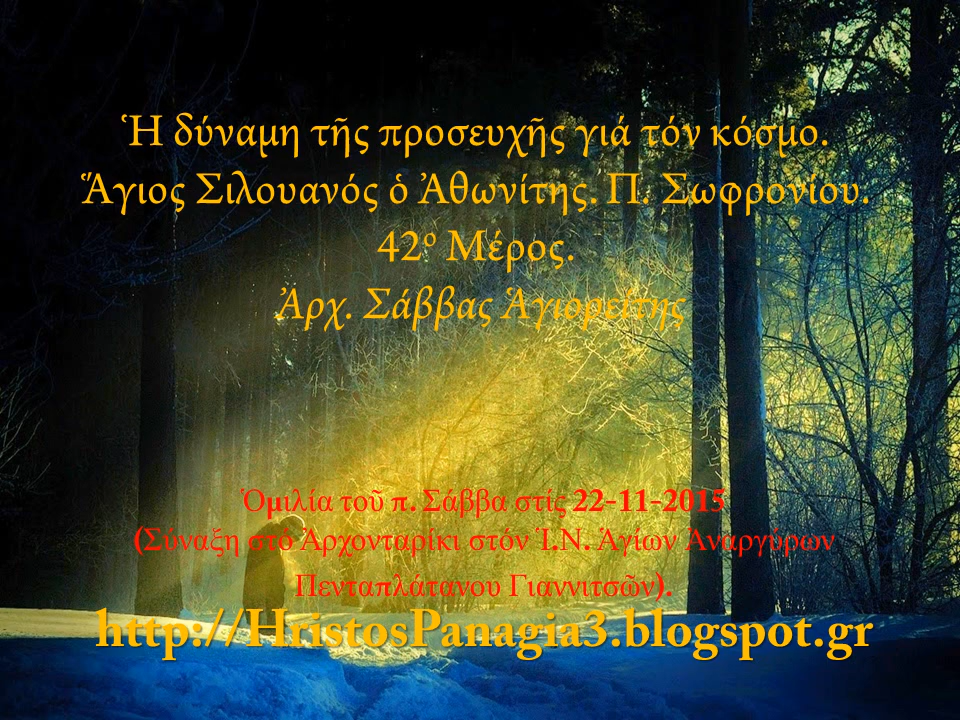 Ἡ δύναμη τῆς προσευχῆς γιά τόν κόσμο.
Ἅγιος Σιλουανός ὁ Ἀθωνίτης. Π. Σωφρονίου.
42ο Μέρος.
Ἀρχ. Σάββας Ἁγιορείτης
Ὁμιλία τοῦ π. Σάββα στίς 22-11-2015
(Σύναξη στό Ἀρχονταρίκι στόν Ἱ.Ν. Ἁγίων Ἀναργύρων
Πενταπλάτανου Γιαννιτσῶν).
http://HristosPanagia3.blogspot.gr